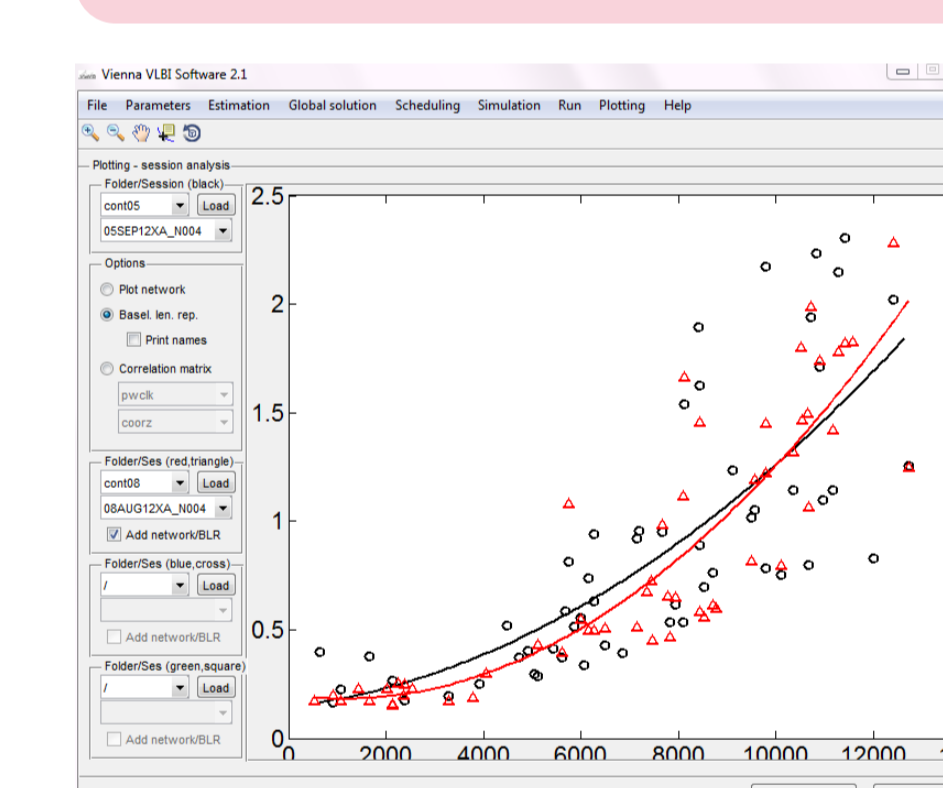 Vienna VLBI Software 2.1
File Parameters Estimation Global solution Scheduling Simulation Run Plotting Help
Plotting - session analysis
Folder/Session (black)
cont05 Load
05SEP12XA_N004
Options
Plot network
Basel. len. rep.
Print names
Correlation matrix
pwclk
coorz
Folder/Ses (red,triangle)
cont08 Load
08AUG12XA_N004
Add network/BLR
Folder/Ses (blue,cross)
/ Load
Add network/BLR
Folder/Ses (green,square)
/ Load
Add network/BLR
2.5
2
1.5
1
0.5
0
0 2000 4000 6000 8000 10000 12000